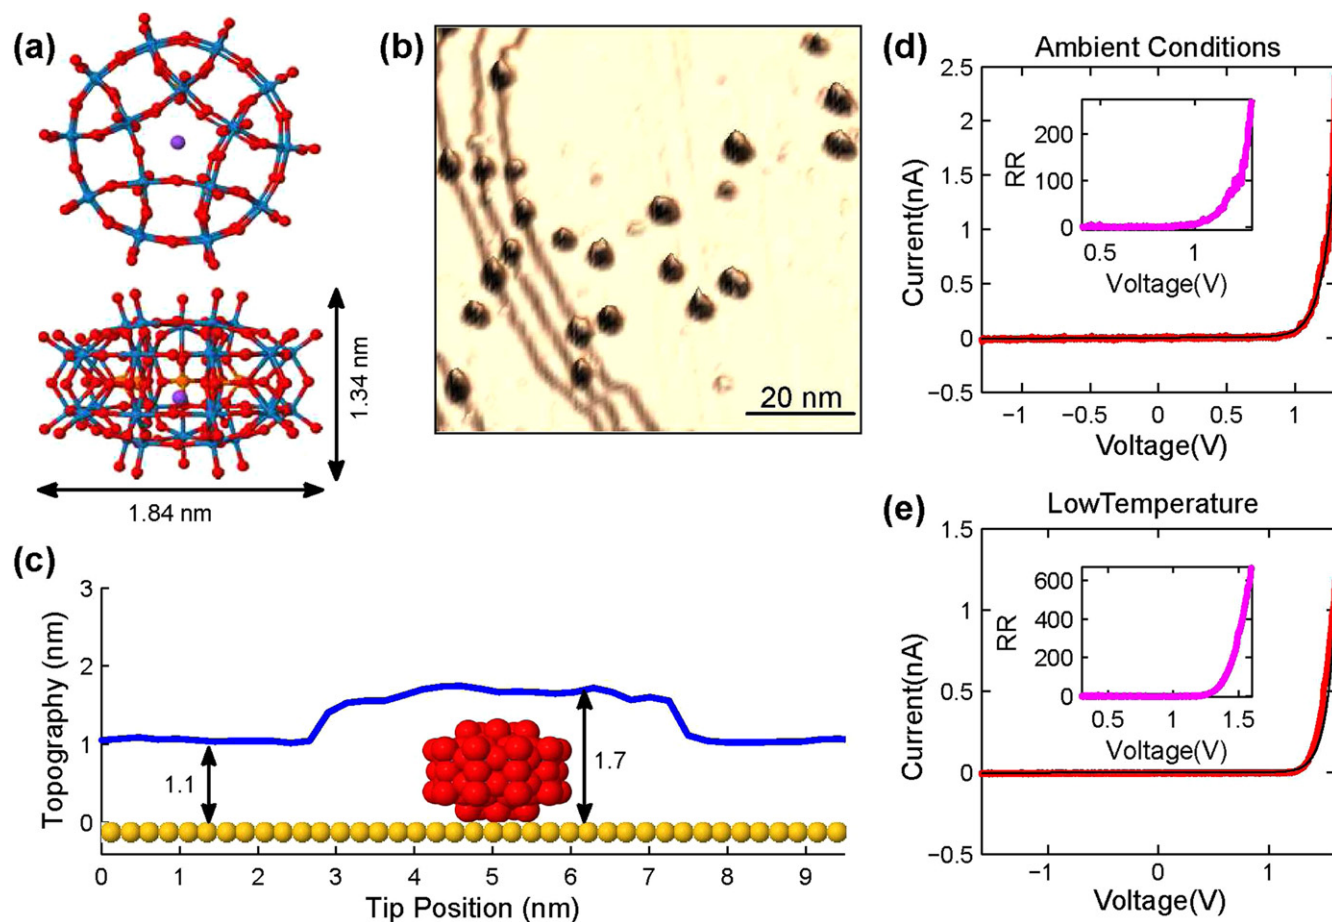 (a)
1.34 nm
1.84 nm
(b)
20 nm
(c)
3
2
1
0
Topography (nm)
1.1
1.7
0 1 2 3 4 5 6 7 8 9
Tip Position (nm)
(d)
Ambient Conditions
2.5
2
1.5
1
0.5
0
−0.5
Current(nA)
200
100
0
RR
0.5 1
Voltage(V)
−1 −0.5 0 0.5 1
Voltage(V)
(e)
LowTemperature
1.5
1
0.5
0
−0.5
Current(nA)
600
400
200
0
RR
0.5 1 1.5
Voltage(V)
−1 0 1
Voltage(V)